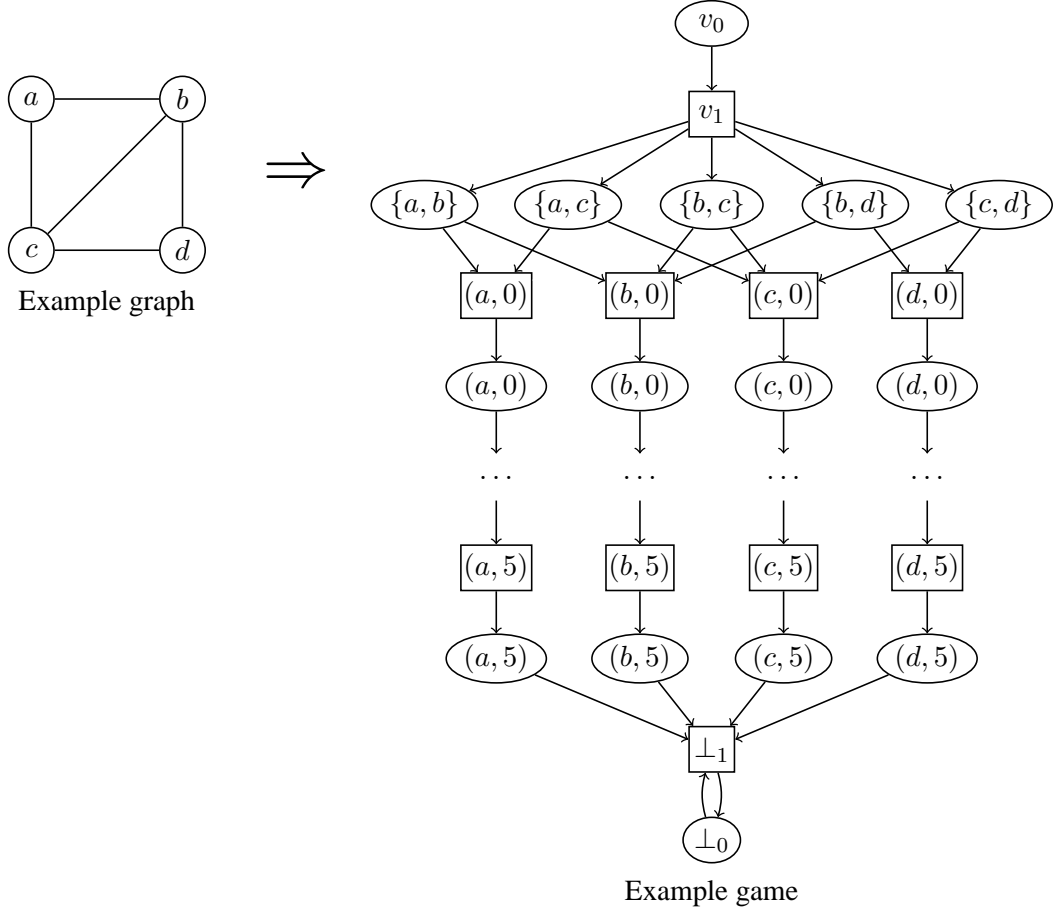 a b
c d
Example graph
⇒
v₀
v₁
{a, b} {a, c} {b, c} {b, d} {c, d}
(a, 0) (b, 0) (c, 0) (d, 0)
(a, 0) (b, 0) (c, 0) (d, 0)
... ... ... ...
(a, 5) (b, 5) (c, 5) (d, 5)
(a, 5) (b, 5) (c, 5) (d, 5)
⊥₁
⊥₀
Example game